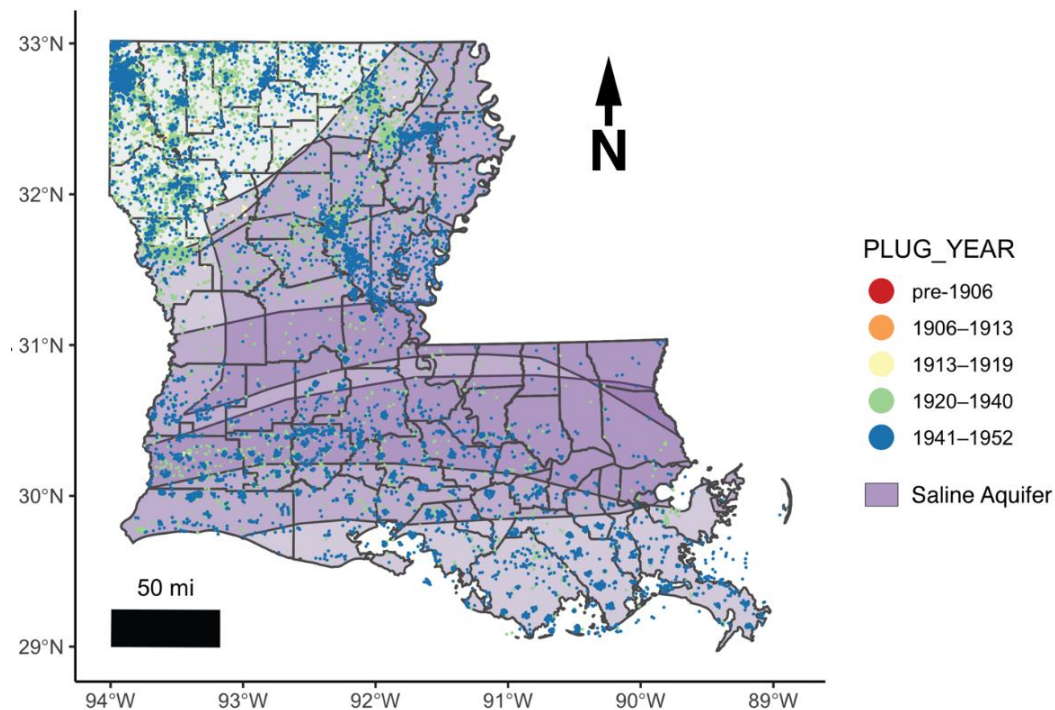 33°N
32°N
31°N
30°N
29°N
94°W 93°W 92°W 91°W 90°W 89°W
N
50 mi
PLUG_YEAR
pre-1906
1906–1913
1913–1919
1920–1940
1941–1952
Saline Aquifer